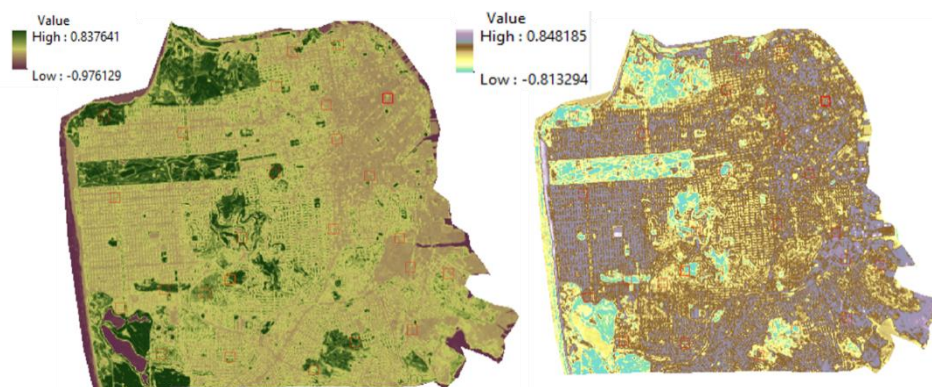 Value
High : 0.837641
Low : -0.976129
Value
High : 0.848185
Low : -0.813294